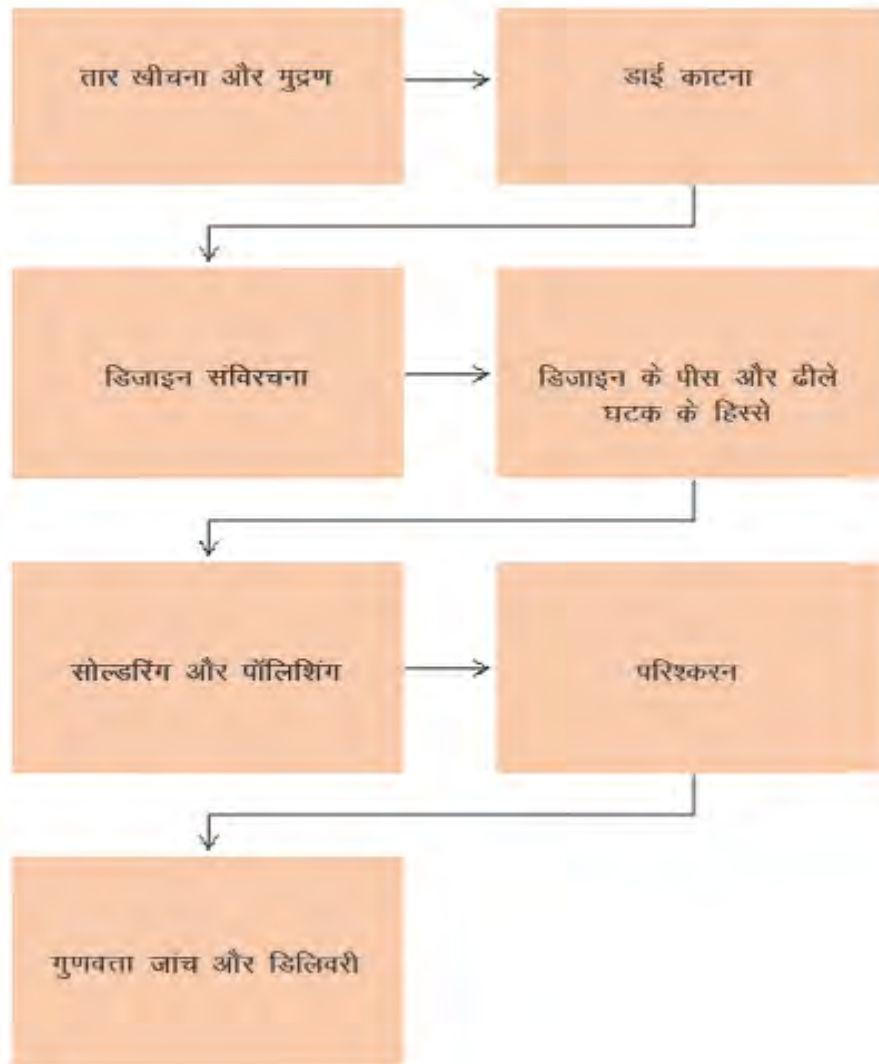 तार खीचना और मुद्रण
डाई काटना
डिजाइन संविरचना
डिजाइन के पीस और ढीले
घटक के हिस्से
सोल्डरिंग और पॉलिशिंग
परिश्करन
गुणवत्ता जांच और डिलिवरी